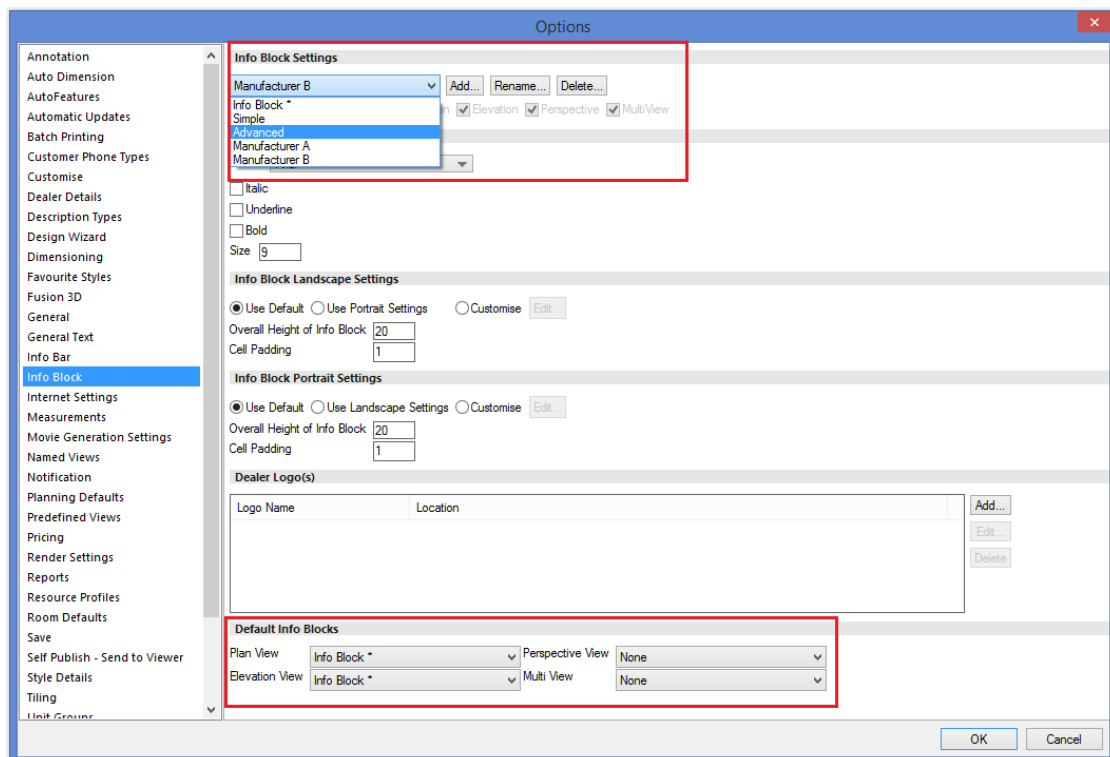 Options
Annotation
Auto Dimension
AutoFeatures
Automatic Updates
Batch Printing
Customer Phone Types
Customise
Dealer Details
Description Types
Design Wizard
Dimensioning
Favourite Styles
Fusion 3D
General
General Text
Info Bar
Info Block
Internet Settings
Measurements
Movie Generation Settings
Named Views
Notification
Planning Defaults
Predefined Views
Pricing
Render Settings
Reports
Resource Profiles
Room Defaults
Save
Self Publish - Send to Viewer
Style Details
Tiling
Unit Groups
Info Block Settings
Manufacturer B Add... Rename... Delete...
Info Block *
Simple
Advanced
Manufacturer A
Manufacturer B
Elevation Perspective MultiView
Italic
Underline
Bold
Size 9
Info Block Landscape Settings
Use Default Use Portrait Settings Customise Edit...
Overall Height of Info Block 20
Cell Padding 1
Info Block Portrait Settings
Use Default Use Landscape Settings Customise Edit...
Overall Height of Info Block 20
Cell Padding 1
Dealer Logo(s)
Logo Name Location
Add...
Edit...
Delete
Default Info Blocks
Plan View Info Block * Perspective View None
Elevation View Info Block * Multi View None
OK Cancel